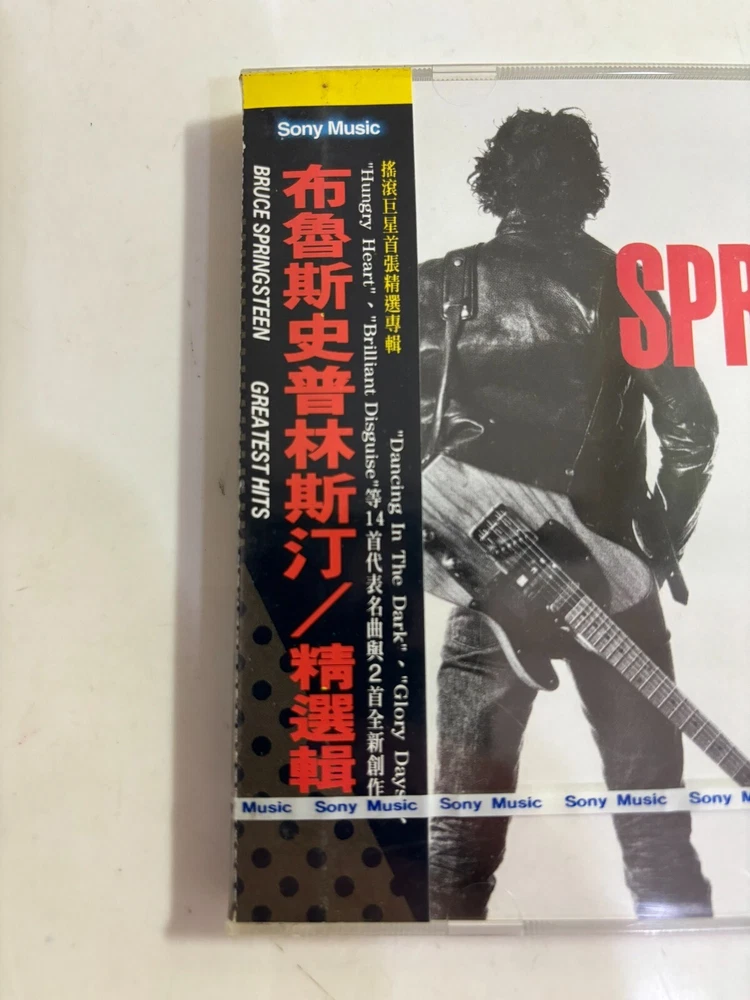 Sony Music
搖滾巨星首張精選專輯
"Dancing In The Dark"、"Glory Days"、
"Hungry Heart"、"Brilliant Disguise"等14首代表名曲與2首全新創作
布魯斯史普林斯汀/精選輯
BRUCE SPRINGSTEEN GREATEST HITS
SPR
Music Sony Music Sony Music Sony Music Sony M